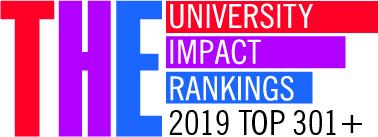 THE
UNIVERSITY
IMPACT
RANKINGS
2019 TOP 301+